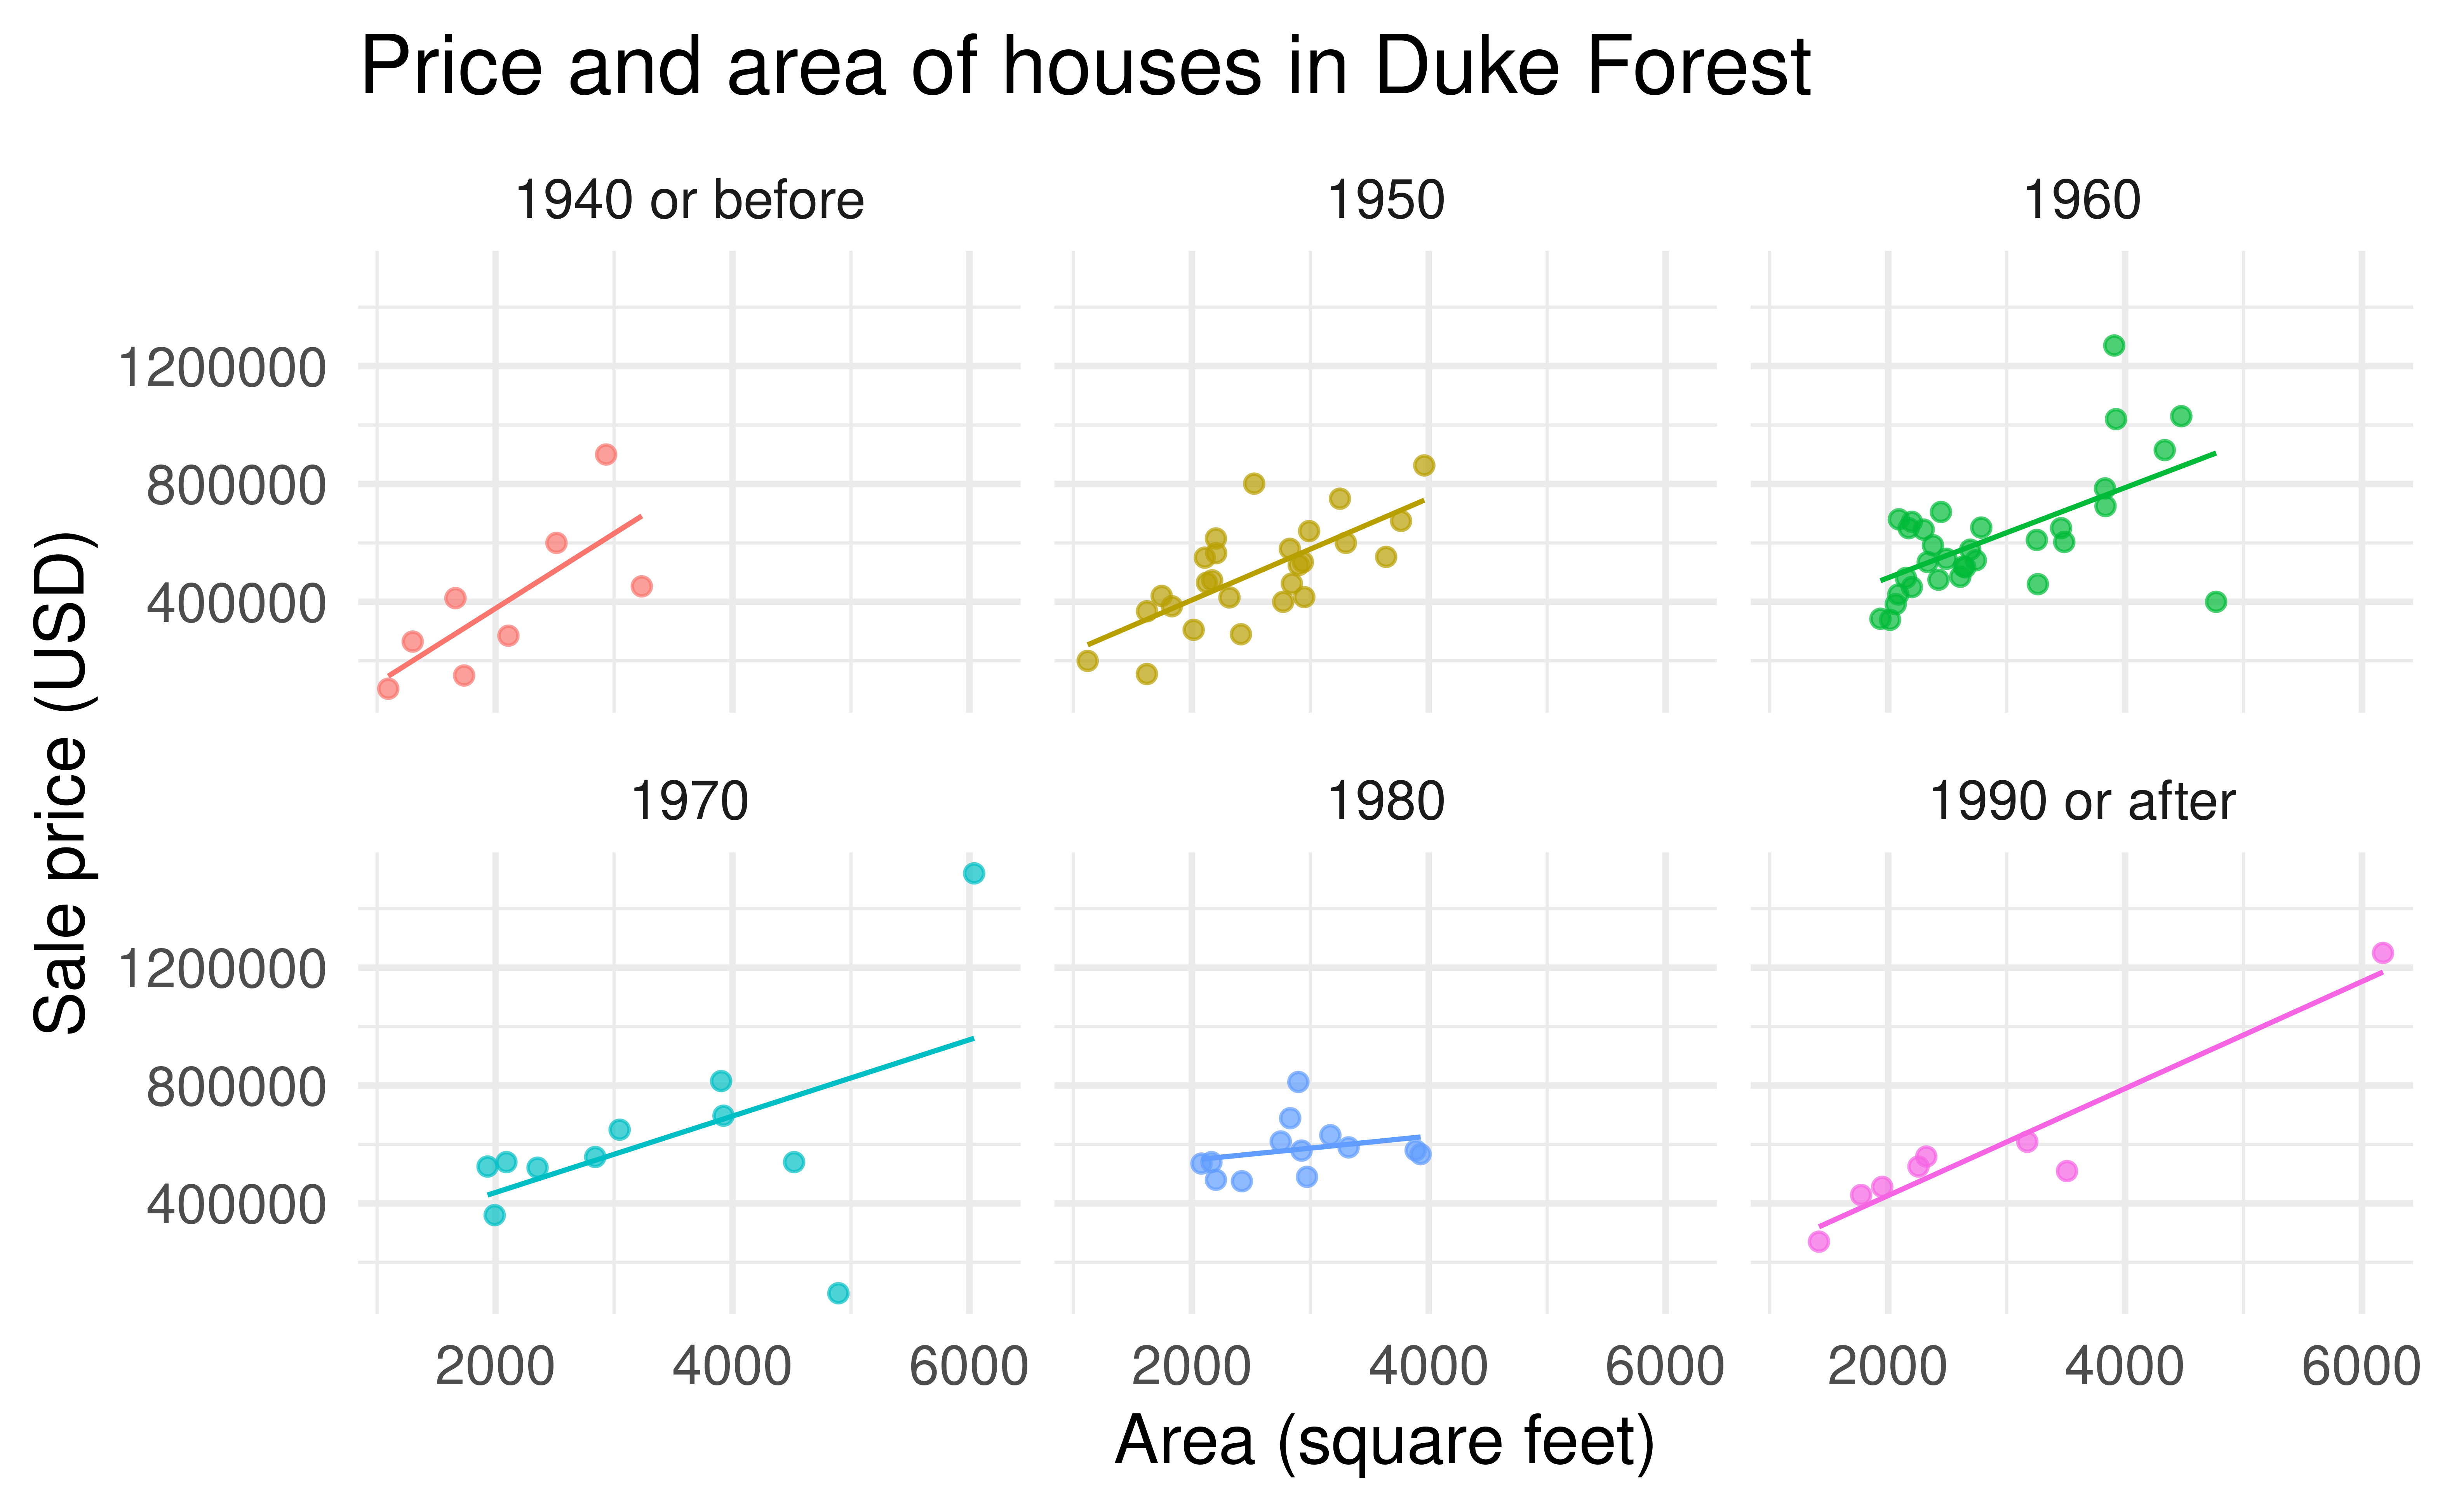 Price and area of houses in Duke Forest
1940 or before
1950
1960
1200000
800000
400000
Sale price (USD)
1970
1980
1990 or after
1200000
800000
400000
2000 4000 6000 2000 4000 6000 2000 4000 6000
Area (square feet)